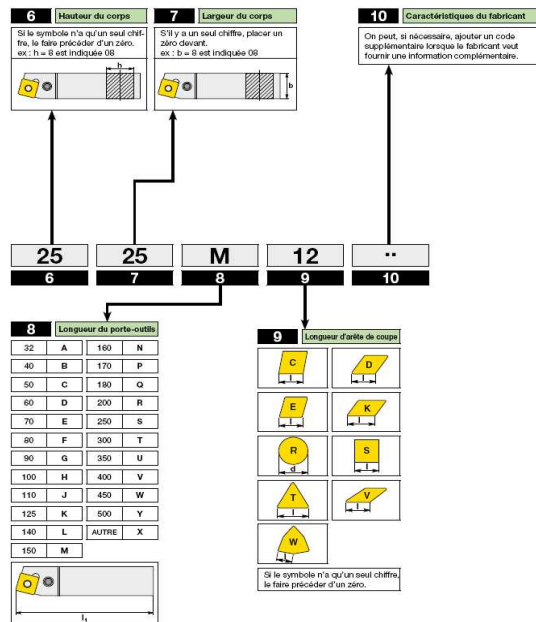 6 Hauteur du corps
Si le symbole n'a qu'un seul chif-
fre, le faire précéder d'un zéro.
ex : h = 8 est indiquée 08
h
7 Largeur du corps
S'il y a un seul chiffre, placer un
zéro devant.
ex : b = 8 est indiquée 08
b
10 Caractéristiques du fabricant
On peut, si nécessaire, ajouter un code
supplémentaire lorsque le fabricant veut
fournir une information complémentaire.
25 25 M 12 ..
6 7 8 9 10
8 Longueur du porte-outils
32 A 160 N
40 B 170 P
50 C 180 Q
60 D 200 R
70 E 250 S
80 F 300 T
90 G 350 U
100 H 400 V
110 J 450 W
125 K 500 Y
140 L AUTRE X
150 M
l1
9 Longueur d'arête de coupe
C D
l l
E K
l l
R S
d l
T V
l l
W
l
Si le symbole n'a qu'un seul chiffre,
le faire précéder d'un zéro.